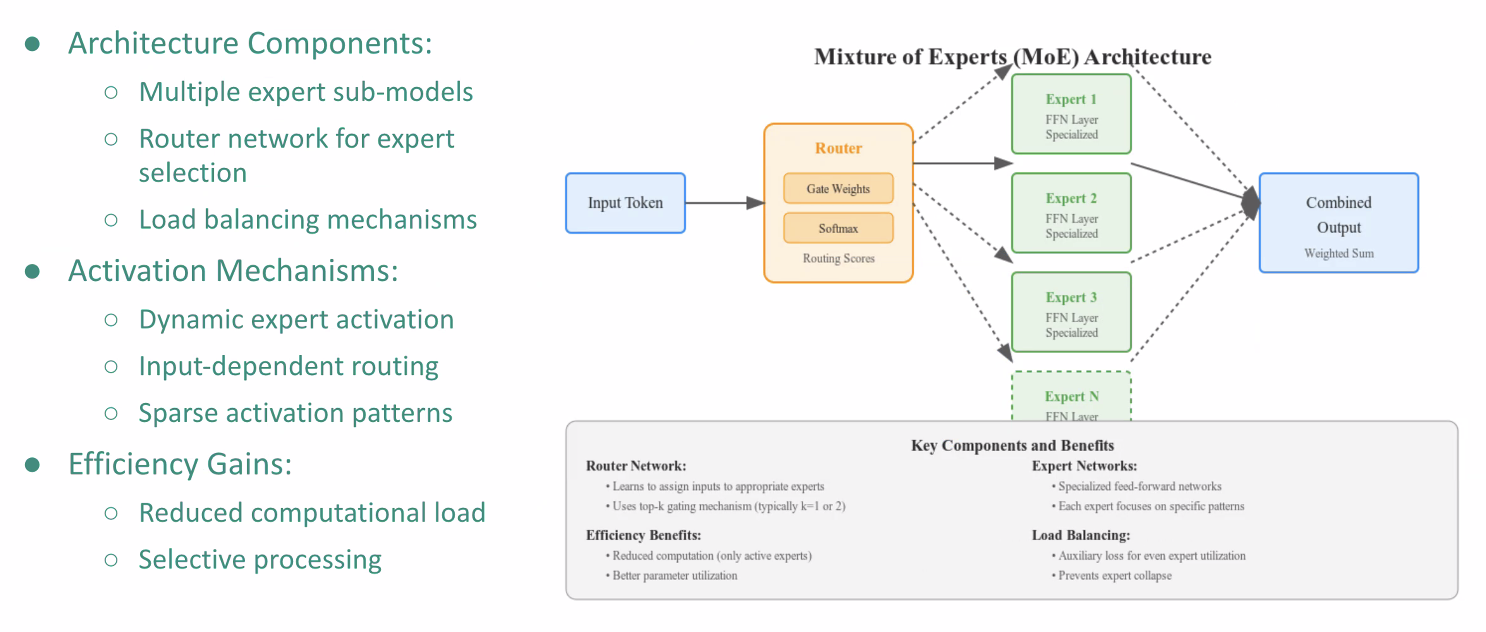 ● Architecture Components:
○ Multiple expert sub-models
○ Router network for expert
selection
○ Load balancing mechanisms
● Activation Mechanisms:
○ Dynamic expert activation
○ Input-dependent routing
○ Sparse activation patterns
● Efficiency Gains:
○ Reduced computational load
○ Selective processing
Mixture of Experts (MoE) Architecture
Input Token
Router
Gate Weights
Softmax
Routing Scores
Expert 1
FFN Layer
Specialized
Expert 2
FFN Layer
Specialized
Expert 3
FFN Layer
Specialized
Expert N
FFN Layer
Combined
Output
Weighted Sum
Key Components and Benefits
Router Network:
• Learns to assign inputs to appropriate experts
• Uses top-k gating mechanism (typically k=1 or 2)
Efficiency Benefits:
• Reduced computation (only active experts)
• Better parameter utilization
Expert Networks:
• Specialized feed-forward networks
• Each expert focuses on specific patterns
Load Balancing:
• Auxiliary loss for even expert utilization
• Prevents expert collapse